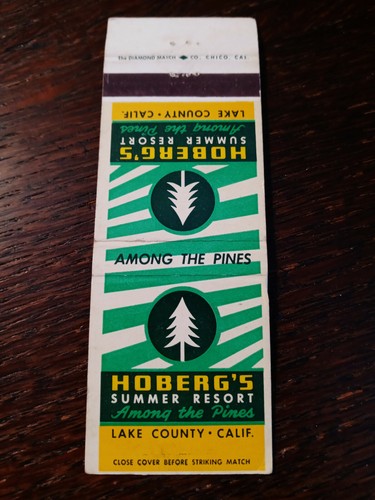 The DIAMOND MATCH CO. CHICO, CAL
LAKE COUNTY • CALIF.
Among the Pines
SUMMER RESORT
HOBERG'S
AMONG THE PINES
HOBERG'S
SUMMER RESORT
Among the Pines
LAKE COUNTY • CALIF.
CLOSE COVER BEFORE STRIKING MATCH